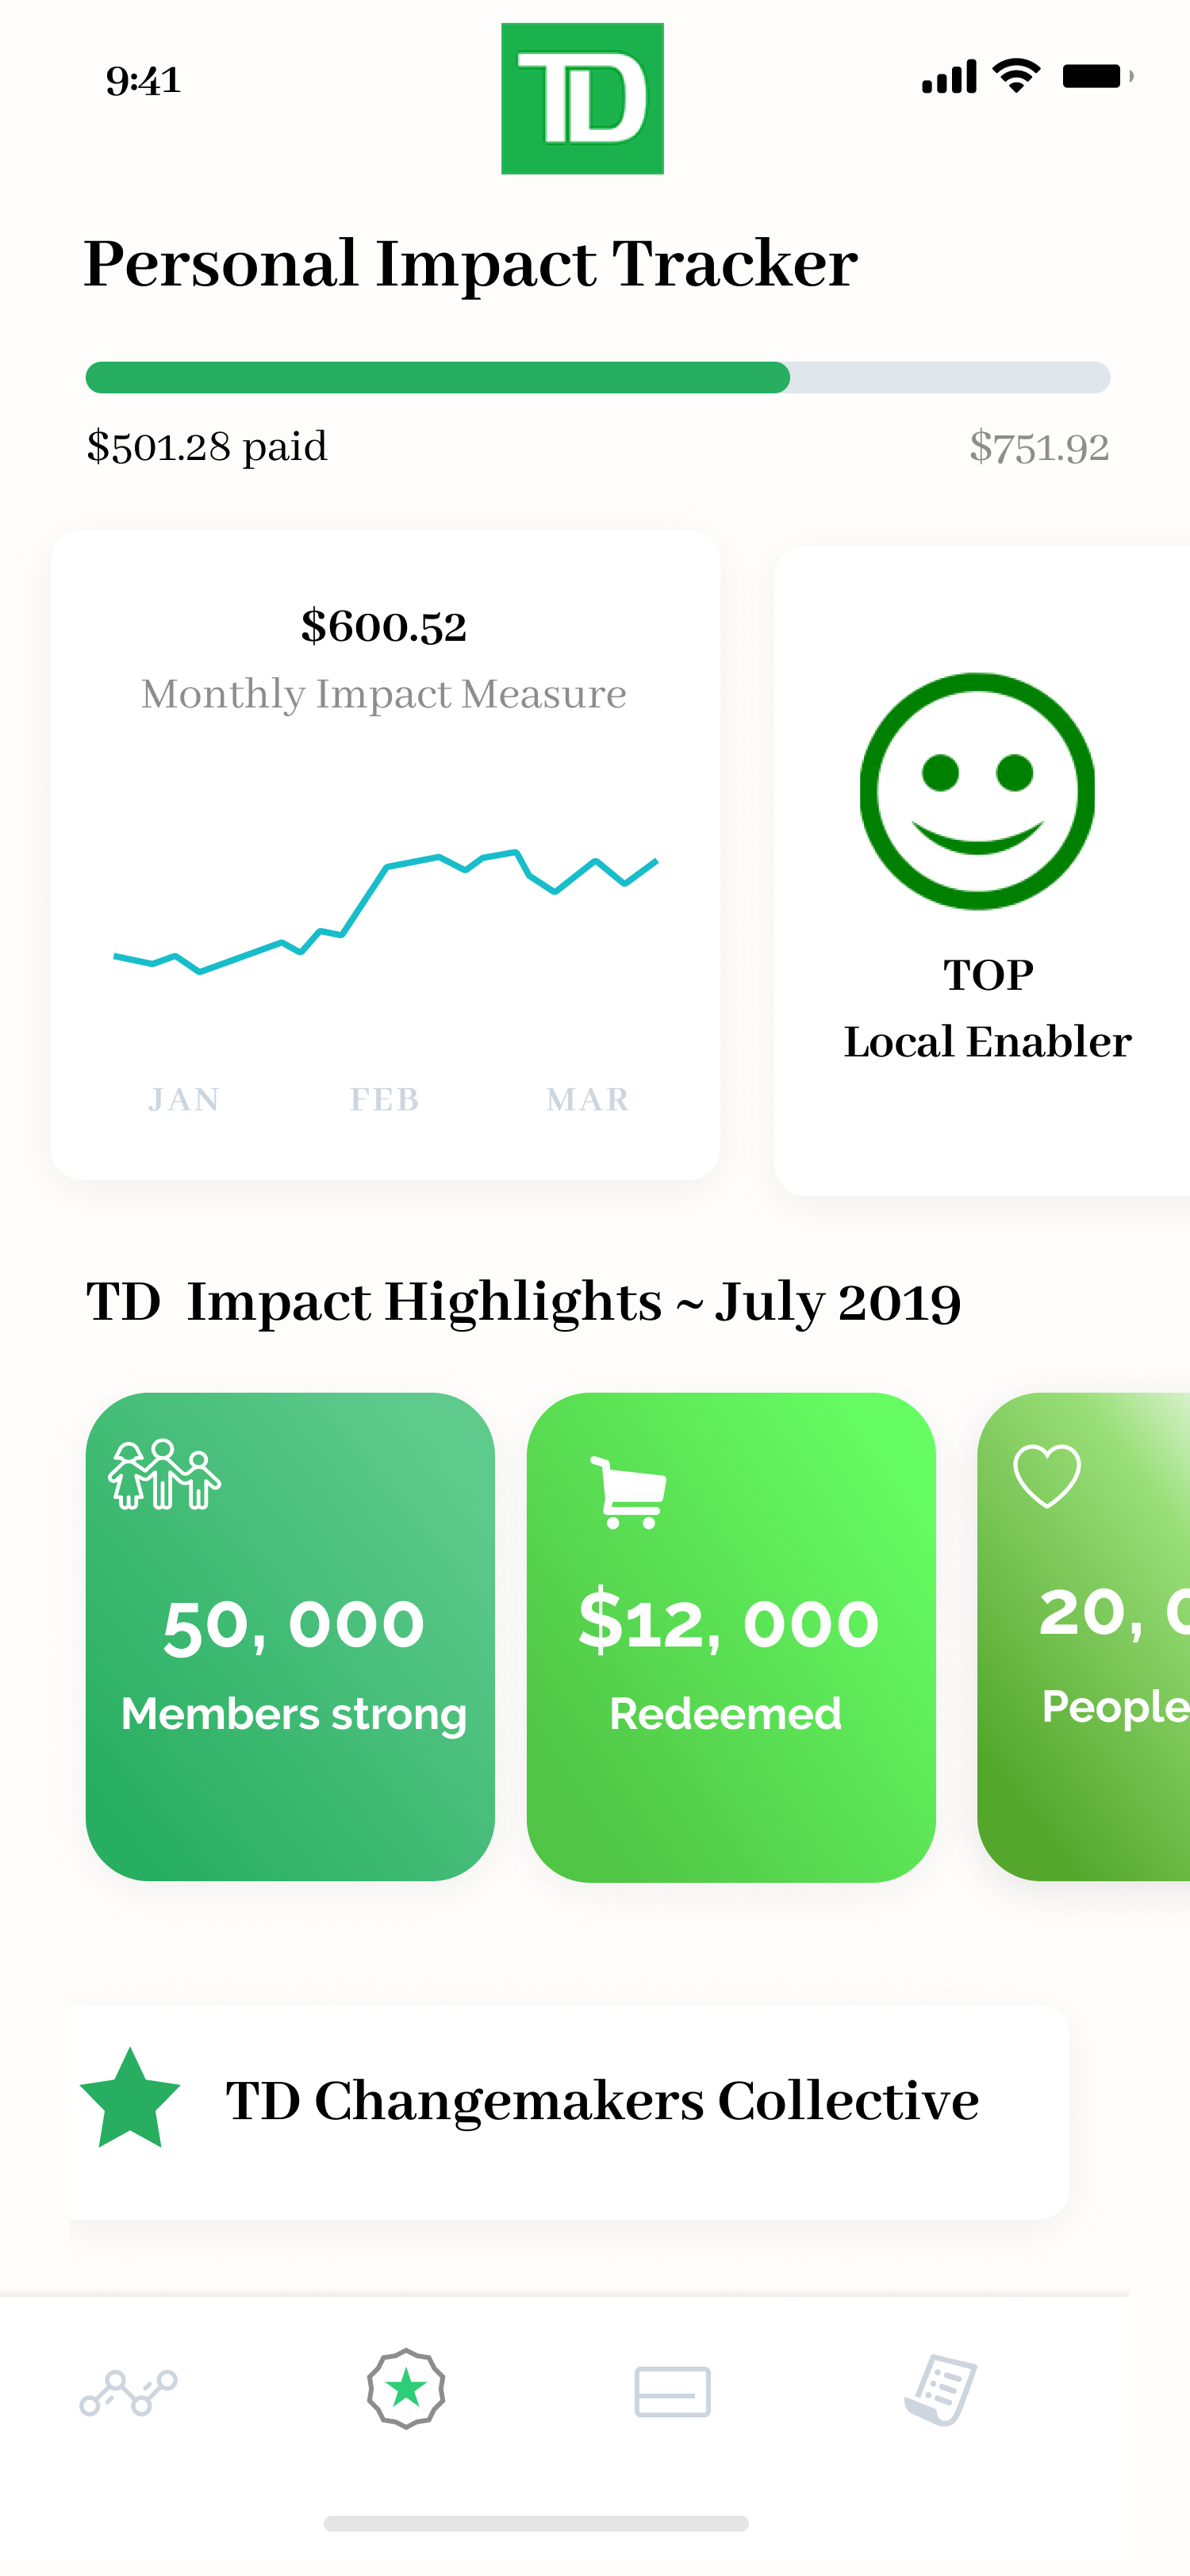 9:41
TD
Personal Impact Tracker
$501.28 paid
$751.92
$600.52
Monthly Impact Measure
JAN FEB MAR
TOP
Local Enabler
TD Impact Highlights ~ July 2019
50, 000
Members strong
$12, 000
Redeemed
20, 0
People
TD Changemakers Collective